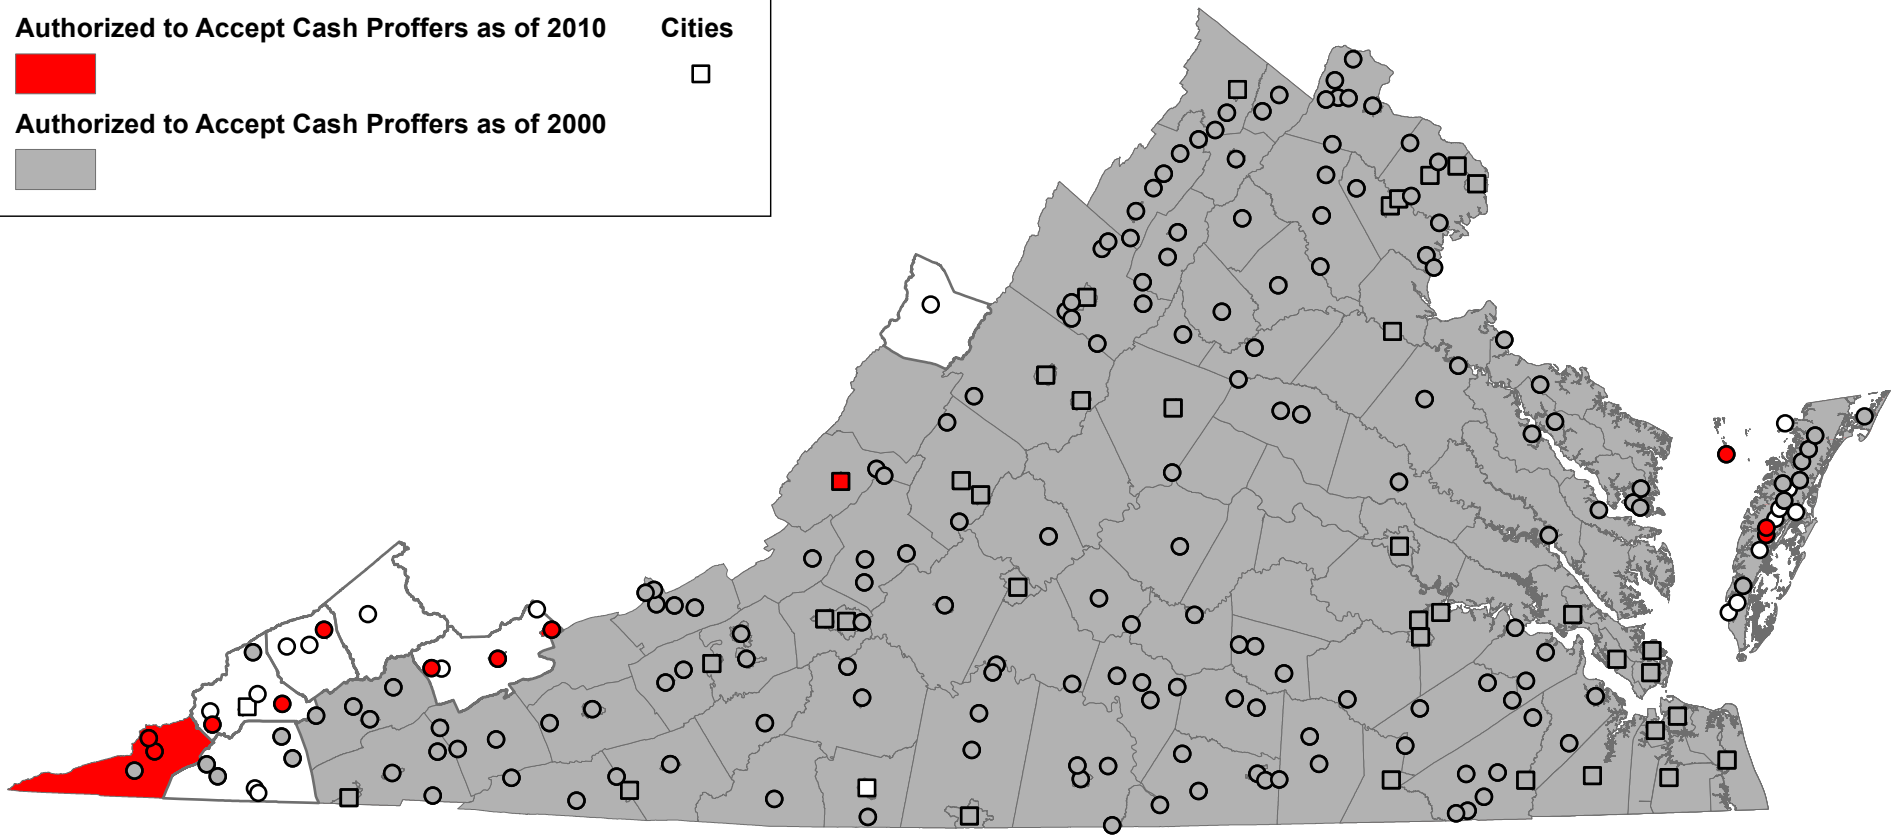 Authorized to Accept Cash Proffers as of 2010 Cities
Authorized to Accept Cash Proffers as of 2000